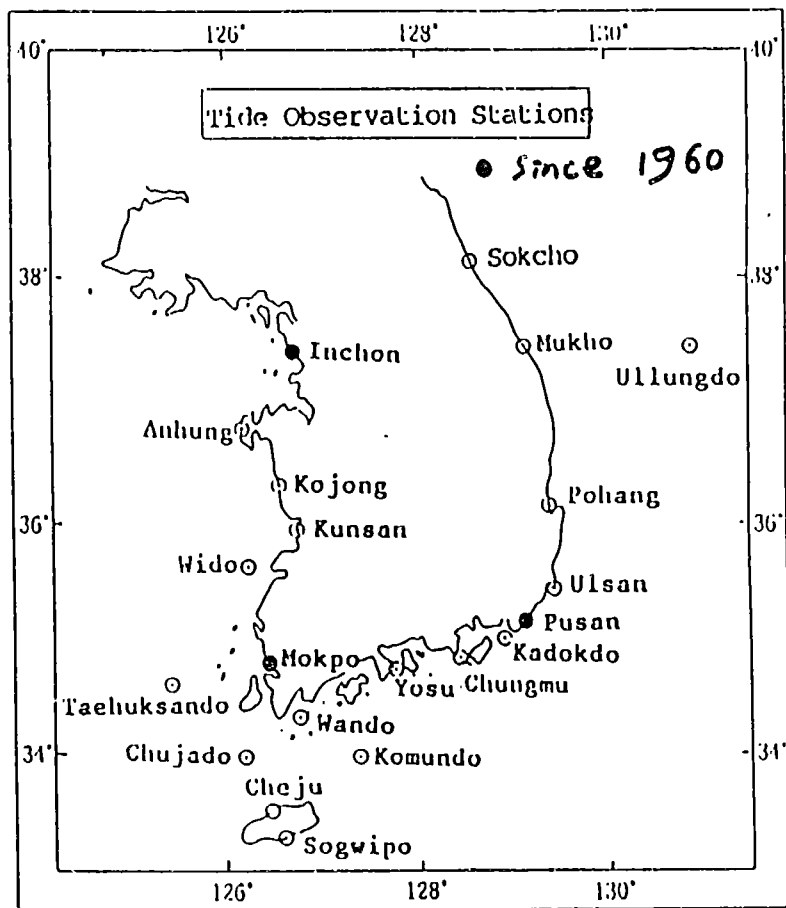 126° 128° 130°
40° 40°
Tide Observation Stations
● since 1960
Sokcho
38° 38°
Inchon Mukho
Ullungdo
Anhung
Kojong Pohang
36° Kunsan 36°
Wido
Ulsan
Pusan
Mokpo Kadokdo
Yosu Chungmu
Taehuksando
Wando
34° Chujado Komundo 34°
Cheju
Sogwipo
126° 128° 130°